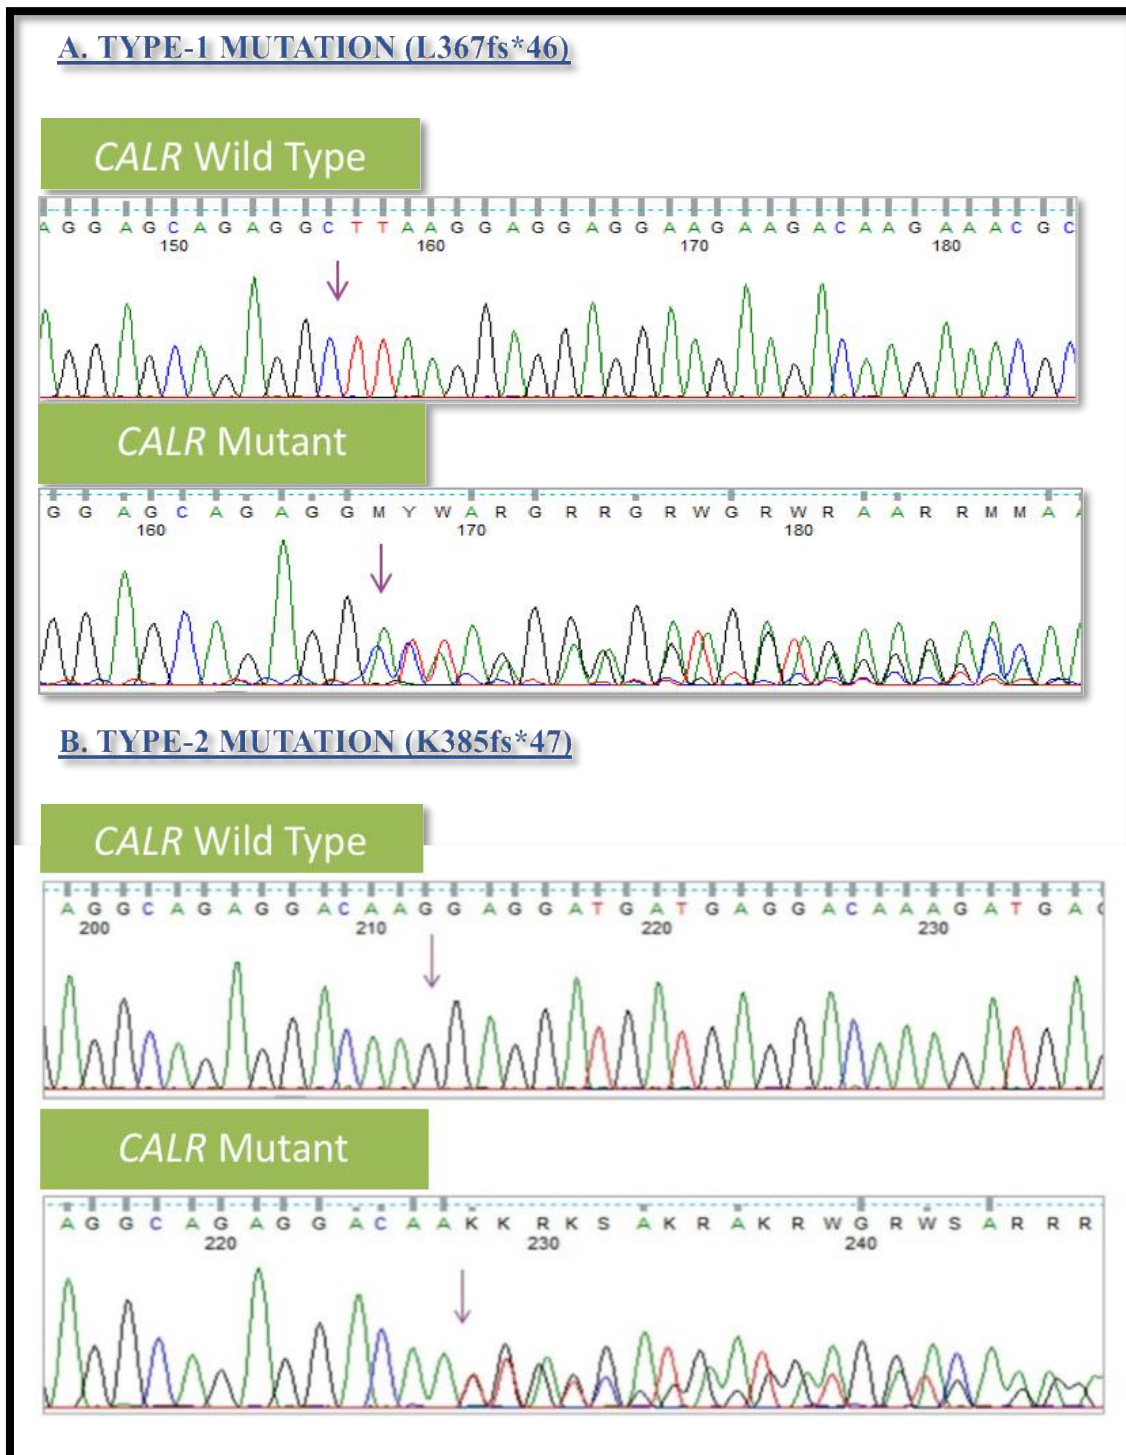 A. TYPE-1 MUTATION (L367fs*46)
CALR Wild Type
A G G A G C A G A G G C T T A A G G A G G A G G A A G A A G A C A A G A A A C G C
150 160 170 180
CALR Mutant
G G A G C A G A G G M Y W A R G R R G R W G R W R A A R R M M A A
160 170 180
B. TYPE-2 MUTATION (K385fs*47)
CALR Wild Type
A G G C A G A G G A C A A G G A G G A T G A T G A G G A C A A A G A T G A G
200 210 220 230
CALR Mutant
A G G C A G A G G A C A A K K R K S A K R A K R W G R W S A R R R
220 230 240